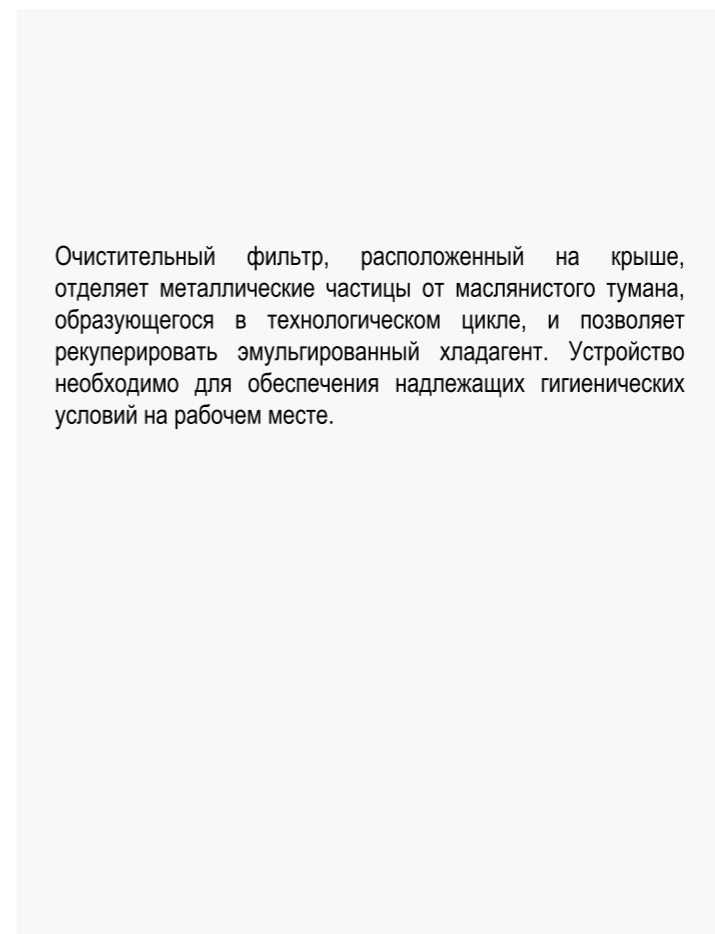 Очистительный фильтр, расположенный на крыше,
отделяет металлические частицы от маслянистого тумана,
образующегося в технологическом цикле, и позволяет
рекуперировать эмульгированный хладагент. Устройство
необходимо для обеспечения надлежащих гигиенических
условий на рабочем месте.